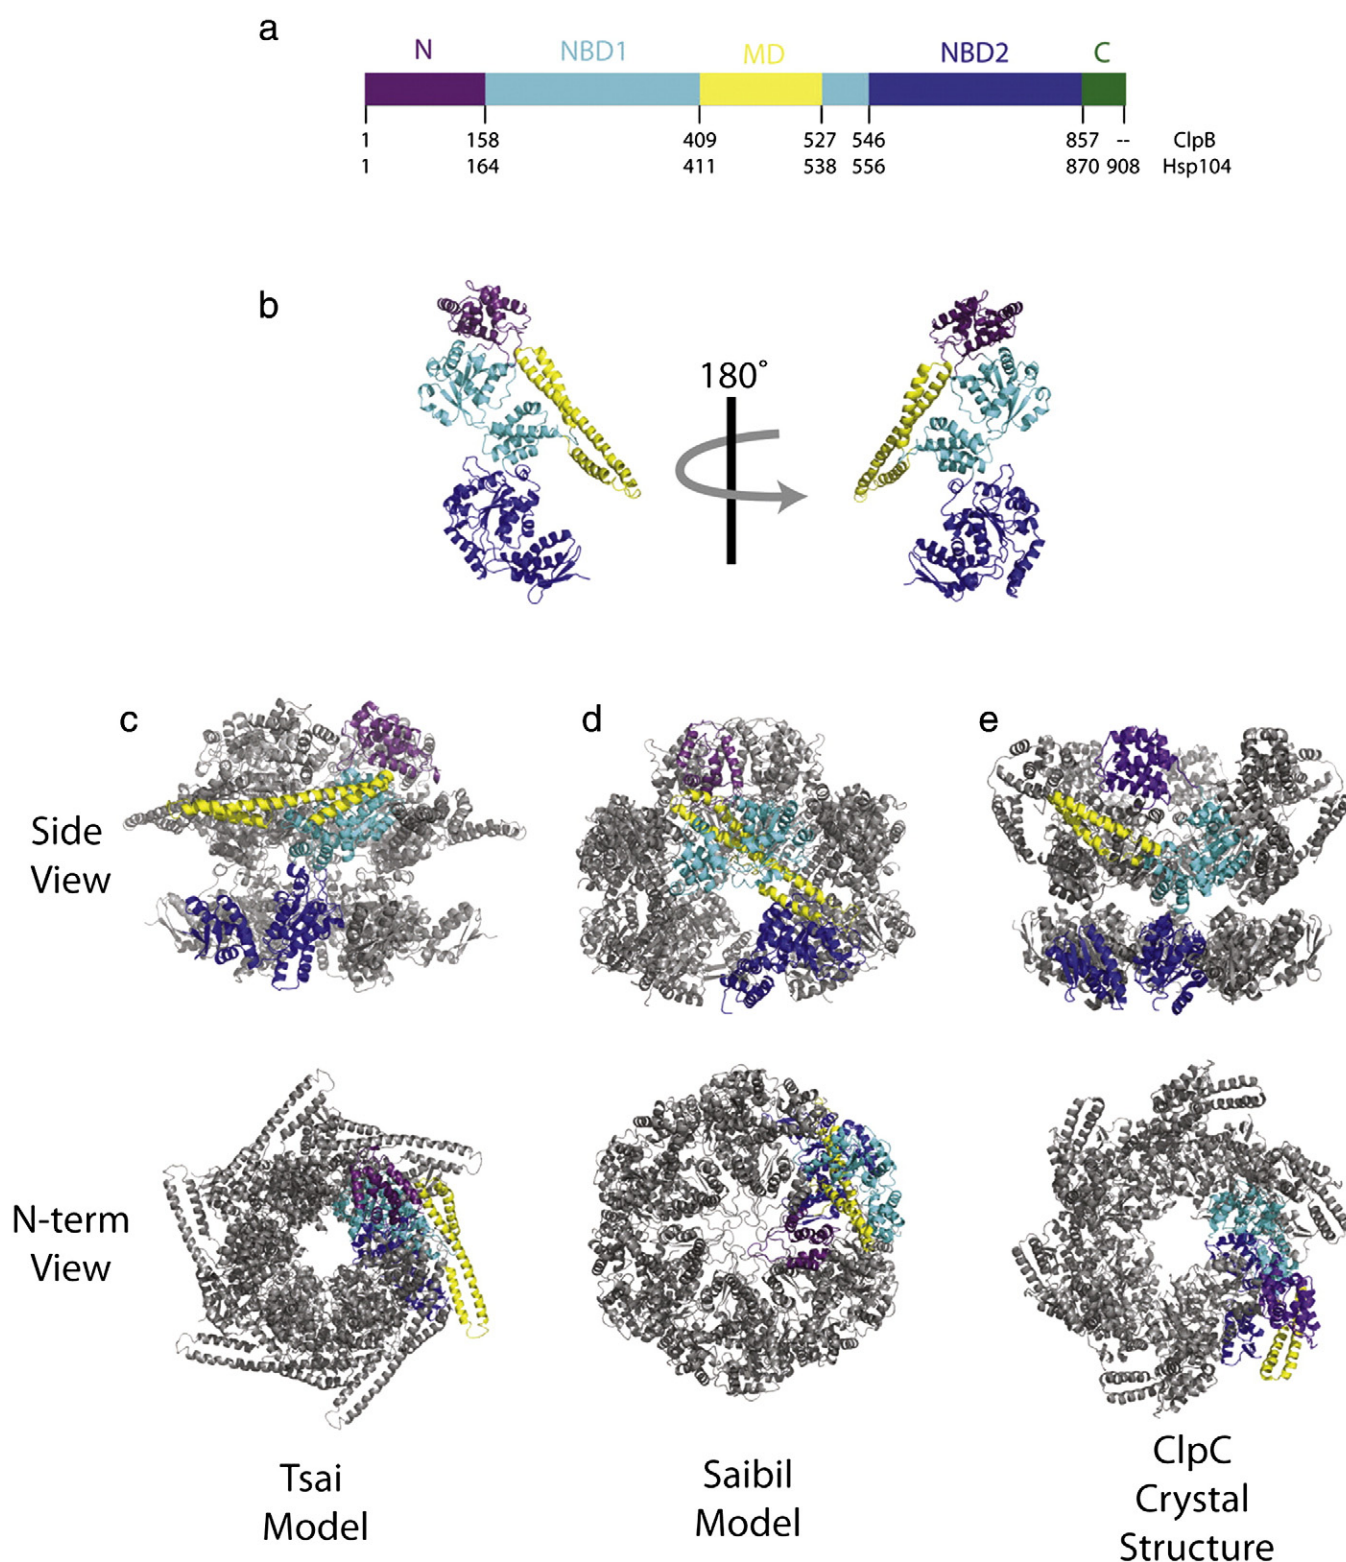 a
N NBD1 MD NBD2 C
1 158 409 527 546 857 -- ClpB
1 164 411 538 556 870 908 Hsp104
b
180°
c d e
Side
View
N-term
View
Tsai
Model
Saibil
Model
ClpC
Crystal
Structure